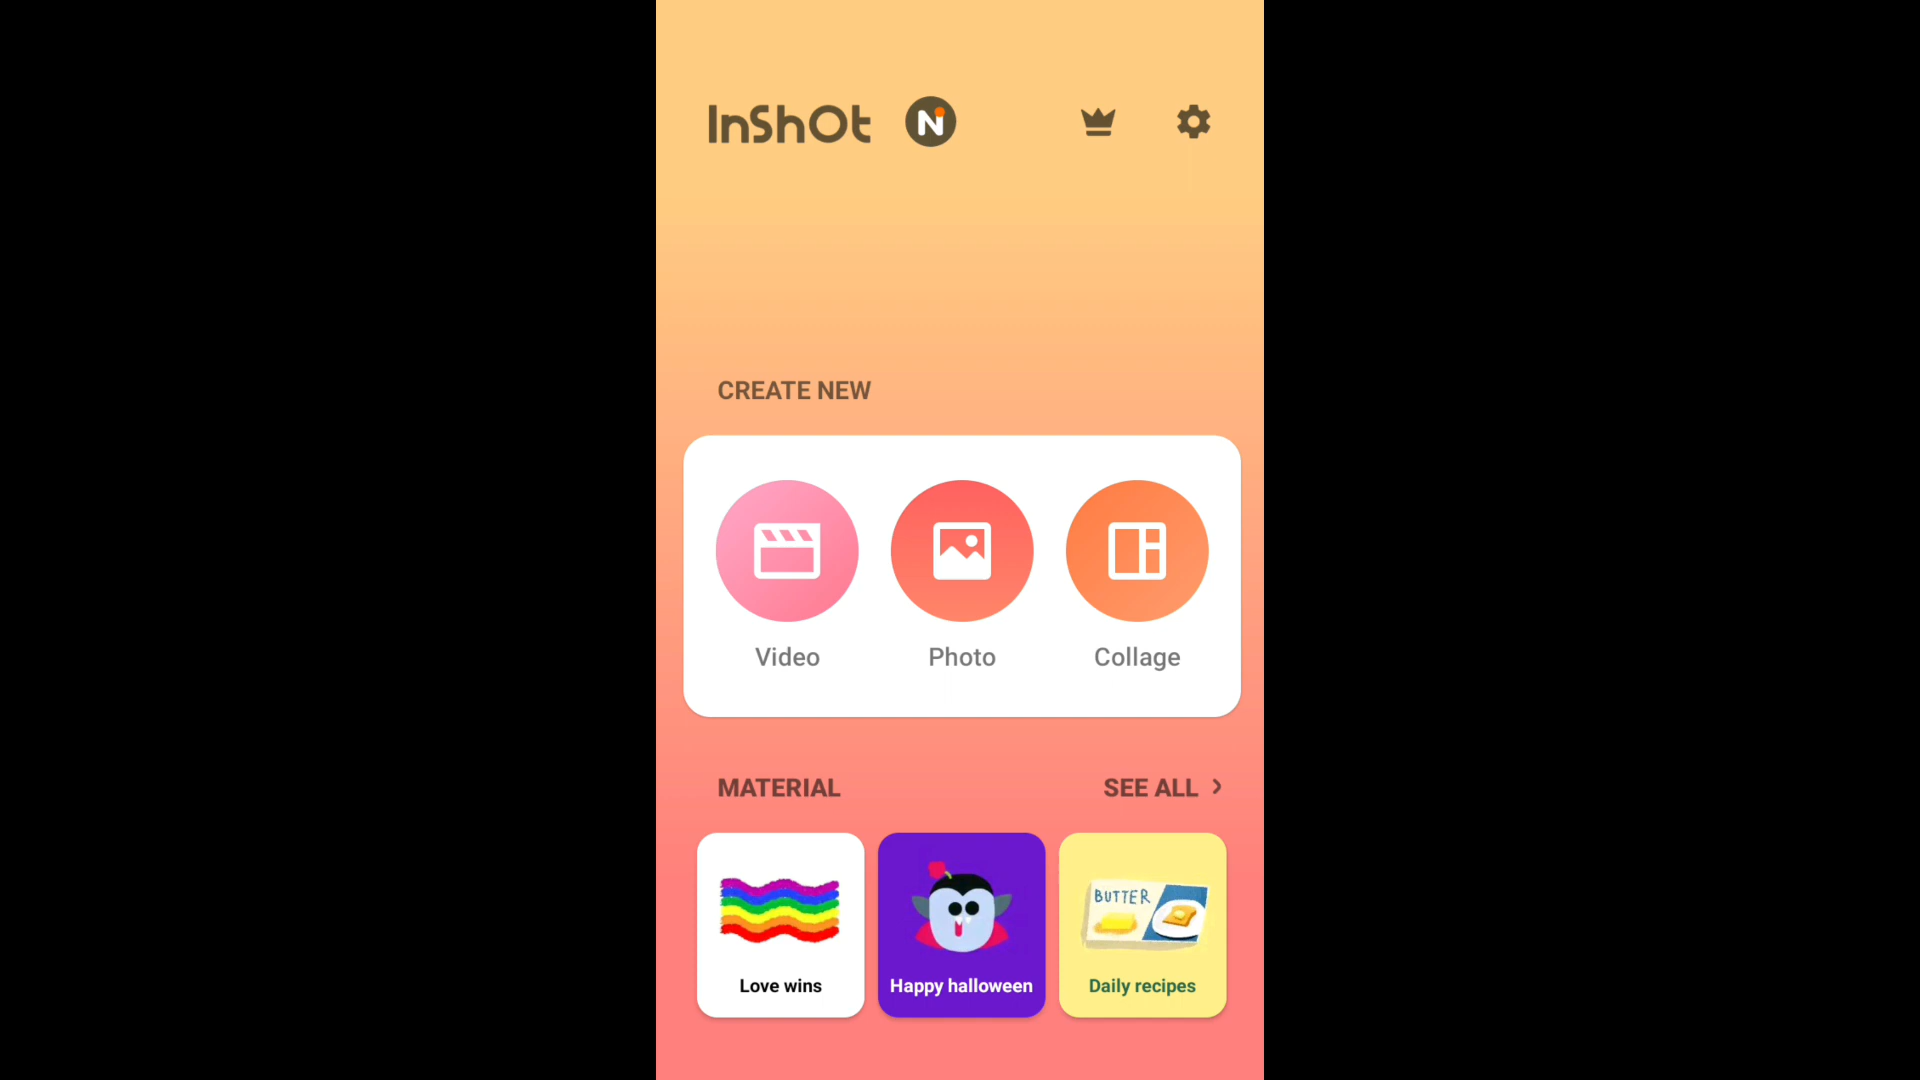 InShOt N
CREATE NEW
Video Photo Collage
MATERIAL SEE ALL >
BUTTER
Love wins Happy halloween Daily recipes